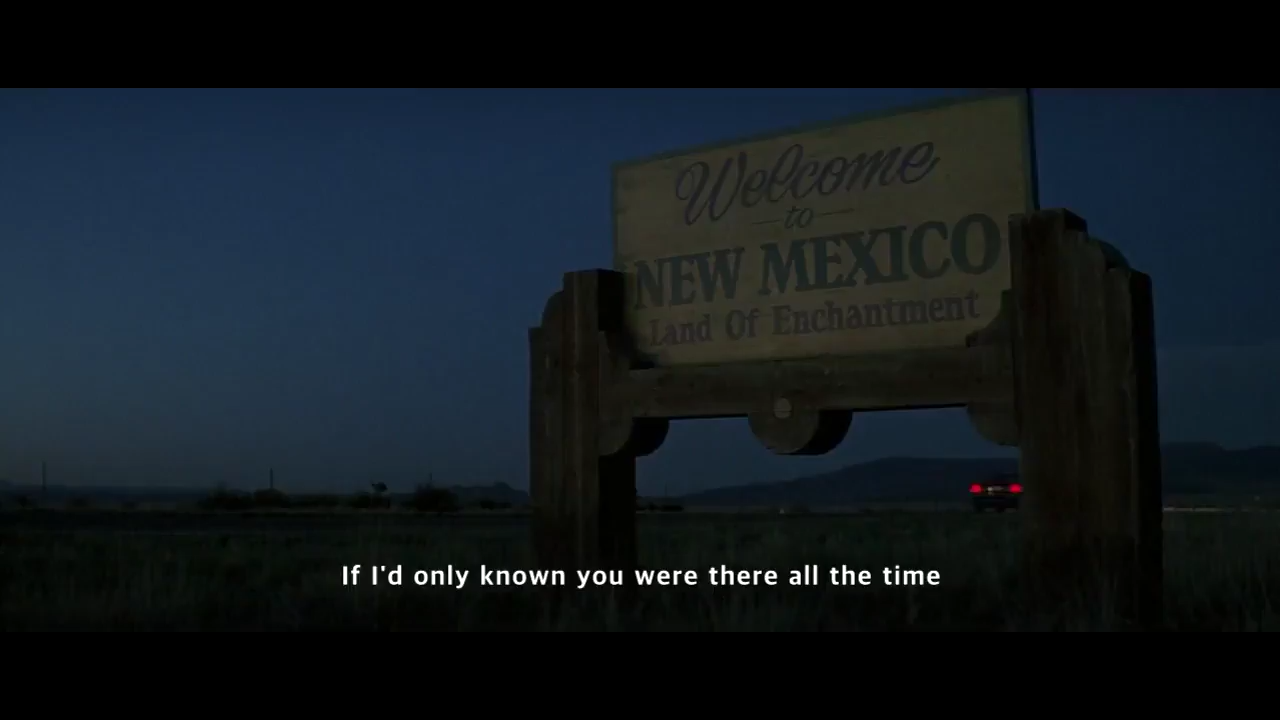 Welcome
to
NEW MEXICO
Land Of Enchantment
If I'd only known you were there all the time